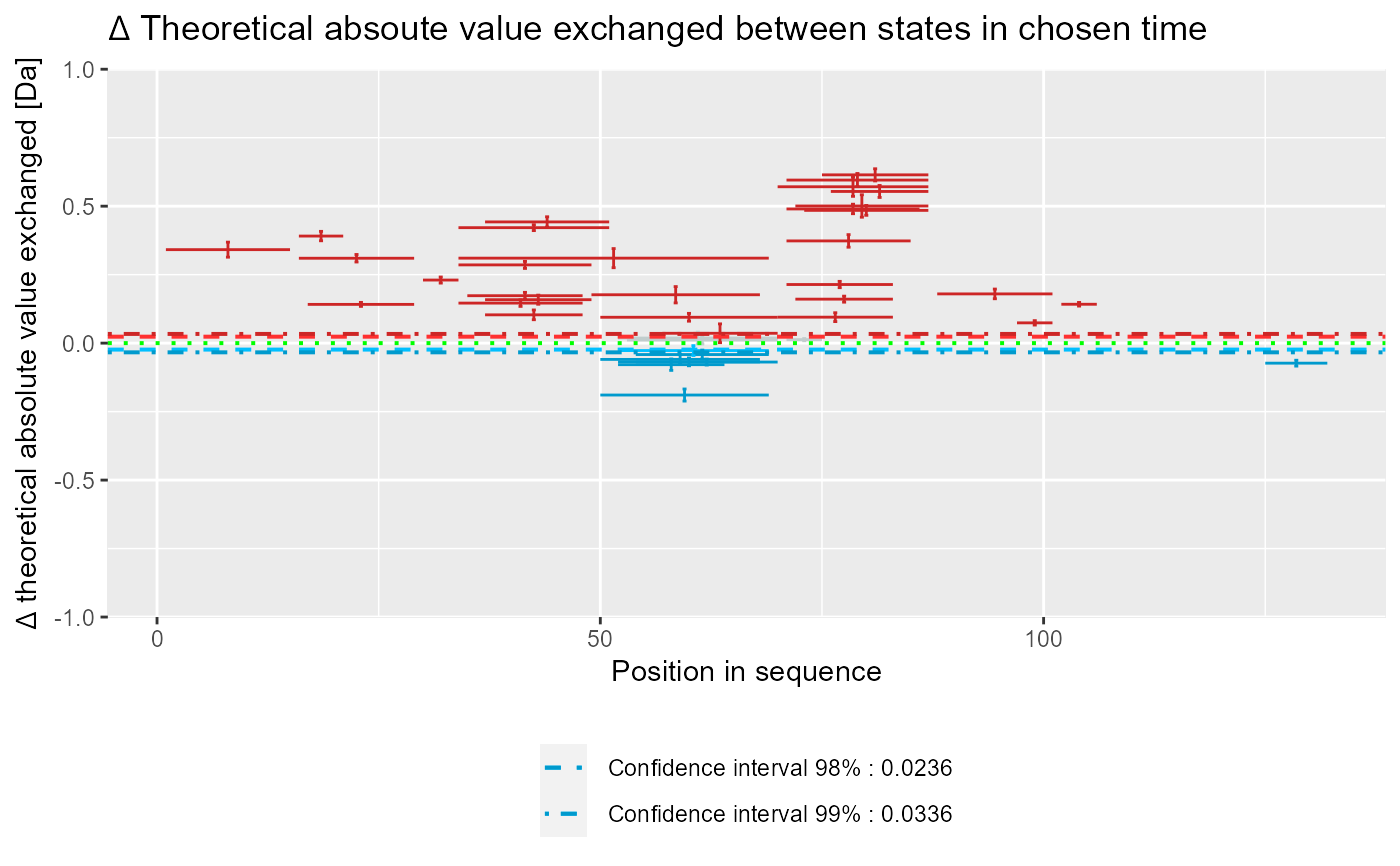 Δ Theoretical absoute value exchanged between states in chosen time
Δ theoretical absolute value exchanged [Da]
1.0
0.5
0.0
-0.5
-1.0
0
50
100
Position in sequence
Confidence interval 98% : 0.0236
Confidence interval 99% : 0.0336